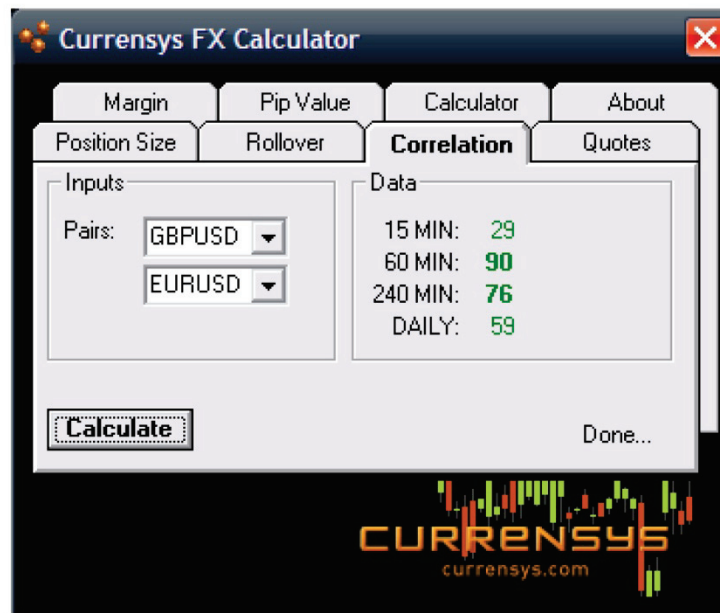 Currensys FX Calculator
Margin Pip Value Calculator About
Position Size Rollover Correlation Quotes
Inputs
Pairs: GBPUSD
EURUSD
Data
15 MIN: 29
60 MIN: 90
240 MIN: 76
DAILY: 59
Calculate
Done...
CURRENSYS
currensys.com